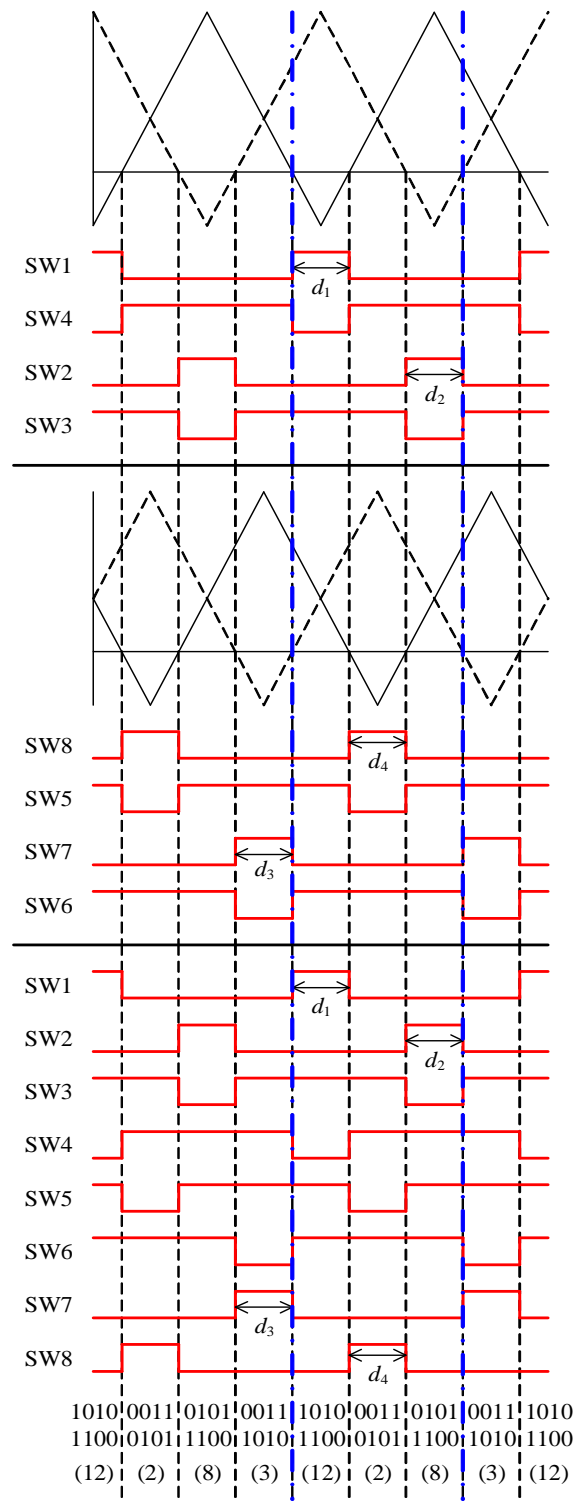 SW1
d1
SW4
SW2
d2
SW3
SW8
d4
SW5
SW7
d3
SW6
SW1
d1
SW2
d2
SW3
SW4
SW5
SW6
SW7
d3
SW8
d4
1010 0011 0101 0011 1010 0011 0101 0011 1010
1100 0101 1100 1010 1100 0101 1100 1010 1100
(12) (2) (8) (3) (12) (2) (8) (3) (12)